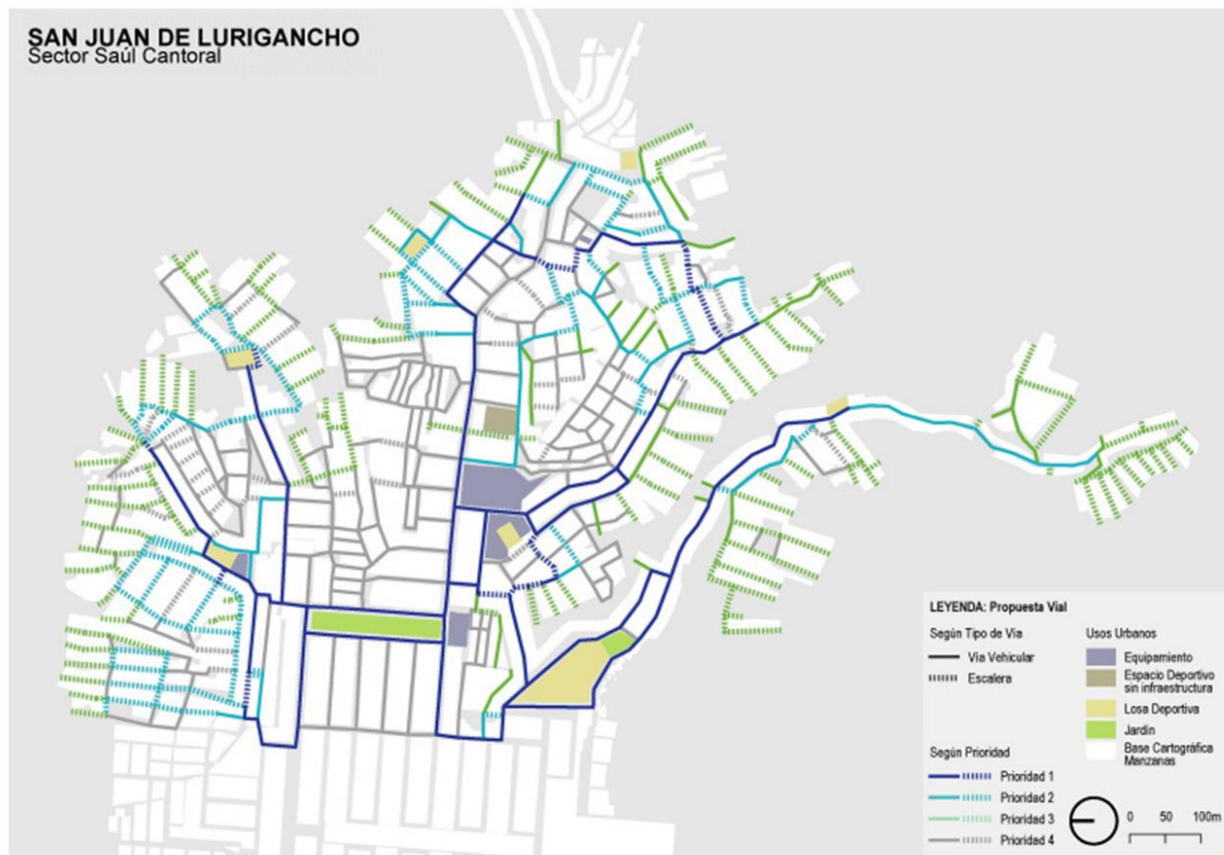 SAN JUAN DE LURIGANCHO
Sector Saúl Cantoral
LEYENDA: Propuesta Vial
Según Tipo de Vía
Vía Vehicular
Escalera
Según Prioridad
Prioridad 1
Prioridad 2
Prioridad 3
Prioridad 4
Usos Urbanos
Equipamiento
Espacio Deportivo
sin infraestructura
Losa Deportiva
Jardín
Base Cartográfica
Manzanas
0 50 100m